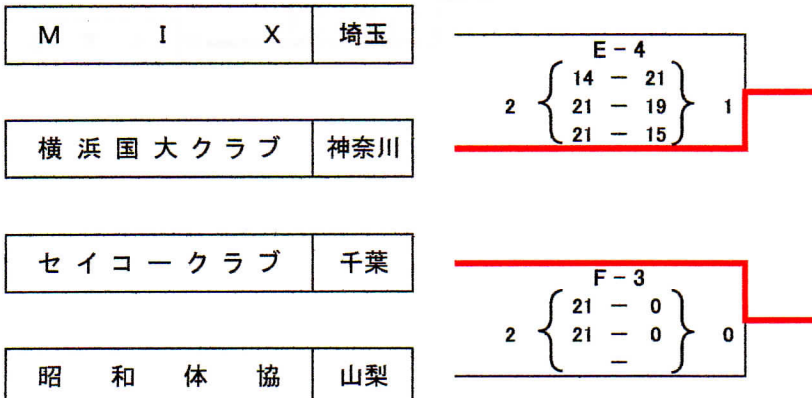 M I X 埼玉
E-4
14 － 21
2 { 21 － 19 } 1
21 － 15
横浜国大クラブ 神奈川
セイコークラブ 千葉
F-3
21 － 0
2 { 21 － 0 } 0
－
昭和体協 山梨